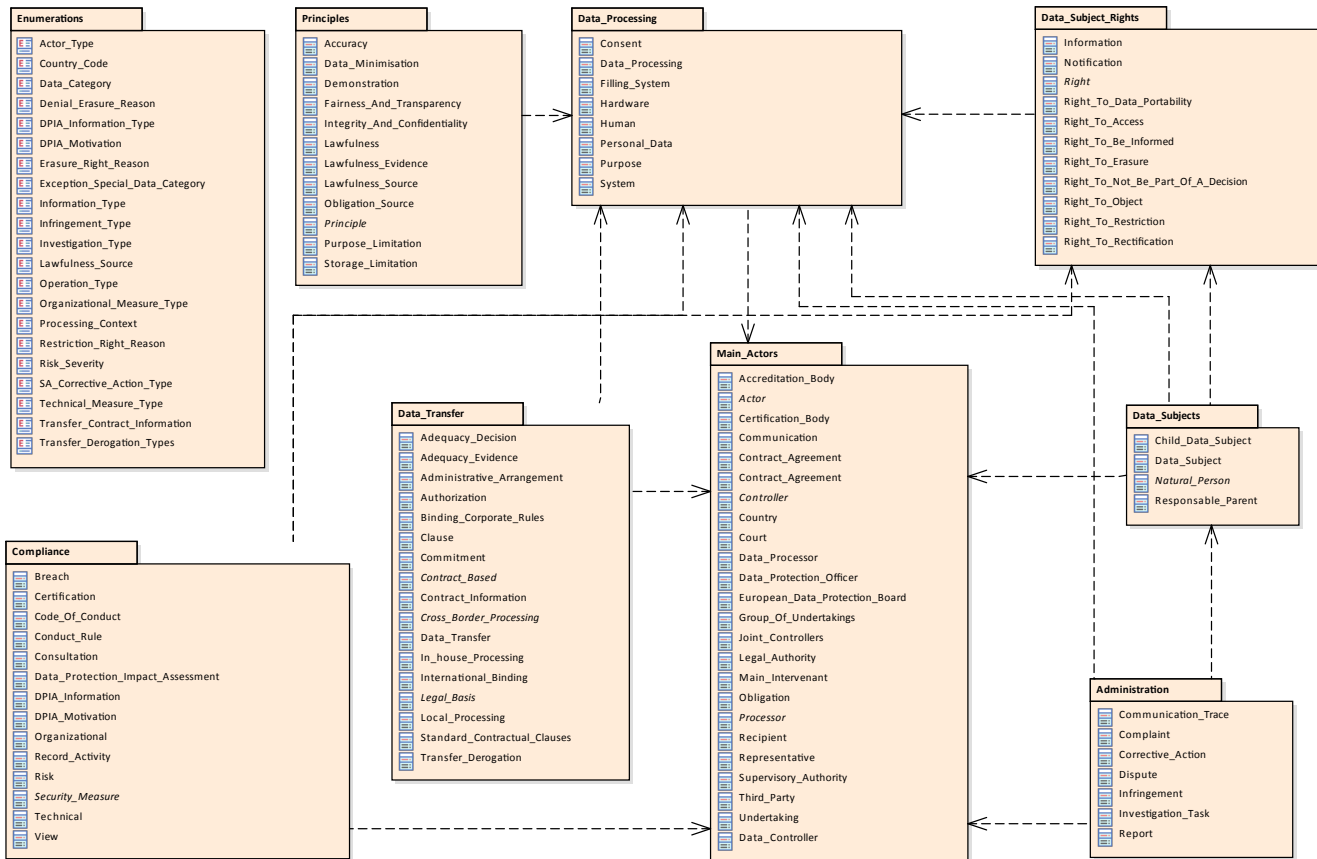 Enumerations
Actor_Type
Country_Code
Data_Category
Denial_Erasure_Reason
DPIA_Information_Type
DPIA_Motivation
Erasure_Right_Reason
Exception_Special_Data_Category
Information_Type
Infringement_Type
Investigation_Type
Lawfulness_Source
Operation_Type
Organizational_Measure_Type
Processing_Context
Restriction_Right_Reason
Risk_Severity
SA_Corrective_Action_Type
Technical_Measure_Type
Transfer_Contract_Information
Transfer_Derogation_Types
Principles
Accuracy
Data_Minimisation
Demonstration
Fairness_And_Transparency
Integrity_And_Confidentiality
Lawfulness
Lawfulness_Evidence
Lawfulness_Source
Obligation_Source
Principle
Purpose_Limitation
Storage_Limitation
Data_Processing
Consent
Data_Processing
Filling_System
Hardware
Human
Personal_Data
Purpose
System
Data_Subject_Rights
Information
Notification
Right
Right_To_Data_Portability
Right_To_Access
Right_To_Be_Informed
Right_To_Erasure
Right_To_Not_Be_Part_Of_A_Decision
Right_To_Object
Right_To_Restriction
Right_To_Rectification
Compliance
Breach
Certification
Code_Of_Conduct
Conduct_Rule
Consultation
Data_Protection_Impact_Assessment
DPIA_Information
DPIA_Motivation
Organizational
Record_Activity
Risk
Security_Measure
Technical
View
Data_Transfer
Adequacy_Decision
Adequacy_Evidence
Administrative_Arrangement
Authorization
Binding_Corporate_Rules
Clause
Commitment
Contract_Based
Contract_Information
Cross_Border_Processing
Data_Transfer
In_house_Processing
International_Binding
Legal_Basis
Local_Processing
Standard_Contractual_Clauses
Transfer_Derogation
Main_Actors
Accreditation_Body
Actor
Certification_Body
Communication
Contract_Agreement
Contract_Agreement
Controller
Country
Court
Data_Processor
Data_Protection_Officer
European_Data_Protection_Board
Group_Of_Undertakings
Joint_Controllers
Legal_Authority
Main_Intervenant
Obligation
Processor
Recipient
Representative
Supervisory_Authority
Third_Party
Undertaking
Data_Controller
Data_Subjects
Child_Data_Subject
Data_Subject
Natural_Person
Responsable_Parent
Administration
Communication_Trace
Complaint
Corrective_Action
Dispute
Infringement
Investigation_Task
Report